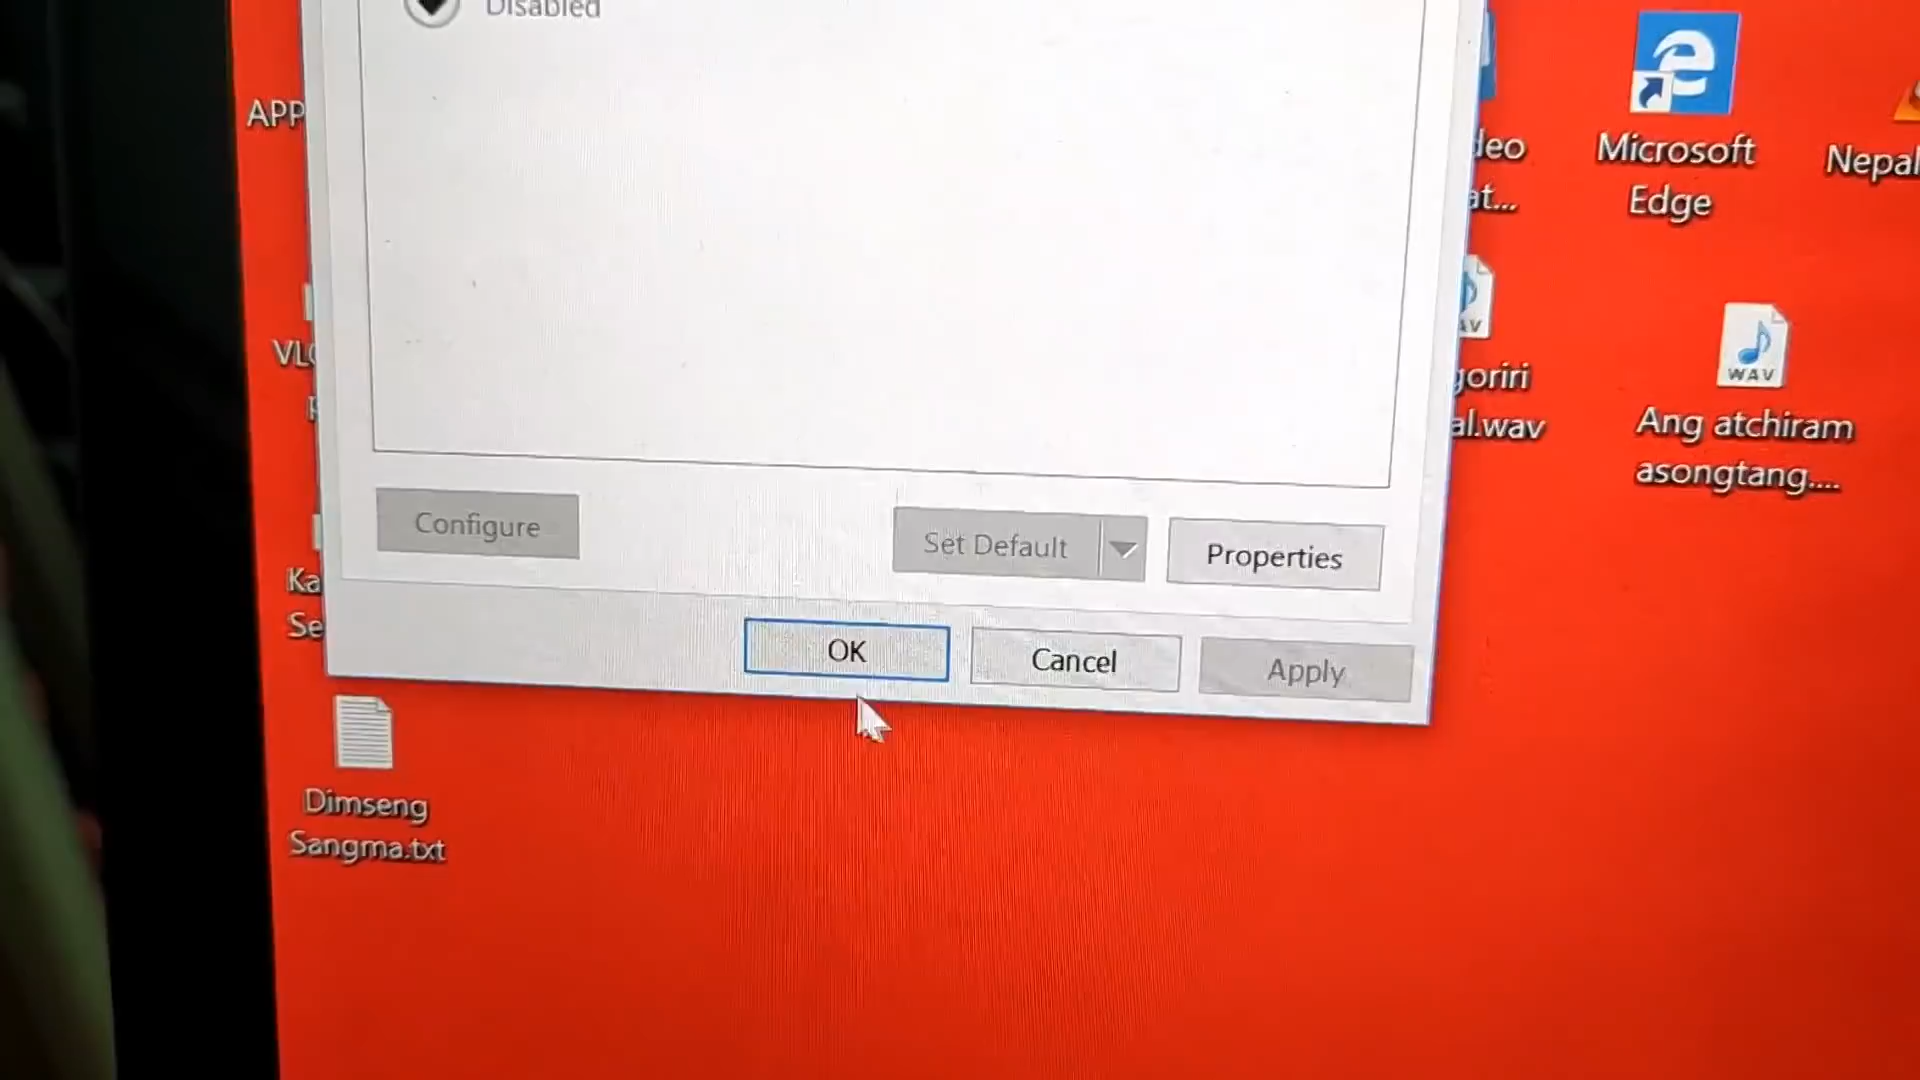 Disabled
APP
Microsoft
Edge
Nepal
deo
at...
VLC
WAV
goriri
al.wav
Ang atchiram
asongtang....
Configure
Set Default
Properties
Ka
Se
OK
Cancel
Apply
Dimseng
Sangma.txt